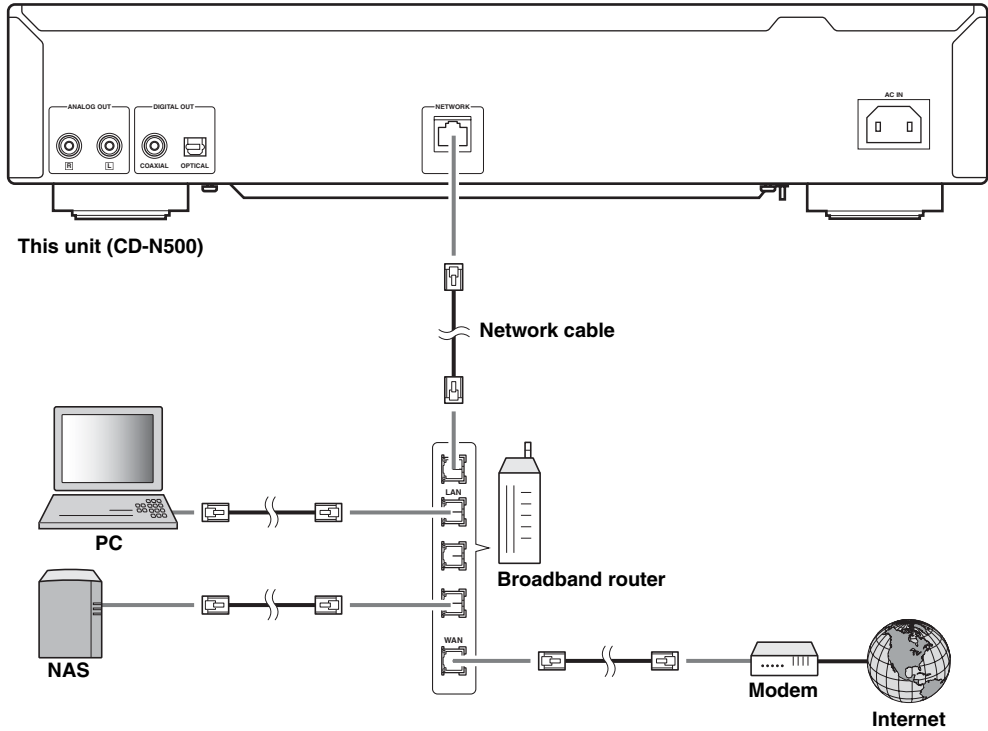 ANALOG OUT
DIGITAL OUT
NETWORK
AC IN
R
L
COAXIAL
OPTICAL
This unit (CD-N500)
Network cable
LAN
PC
Broadband router
NAS
WAN
Modem
Internet